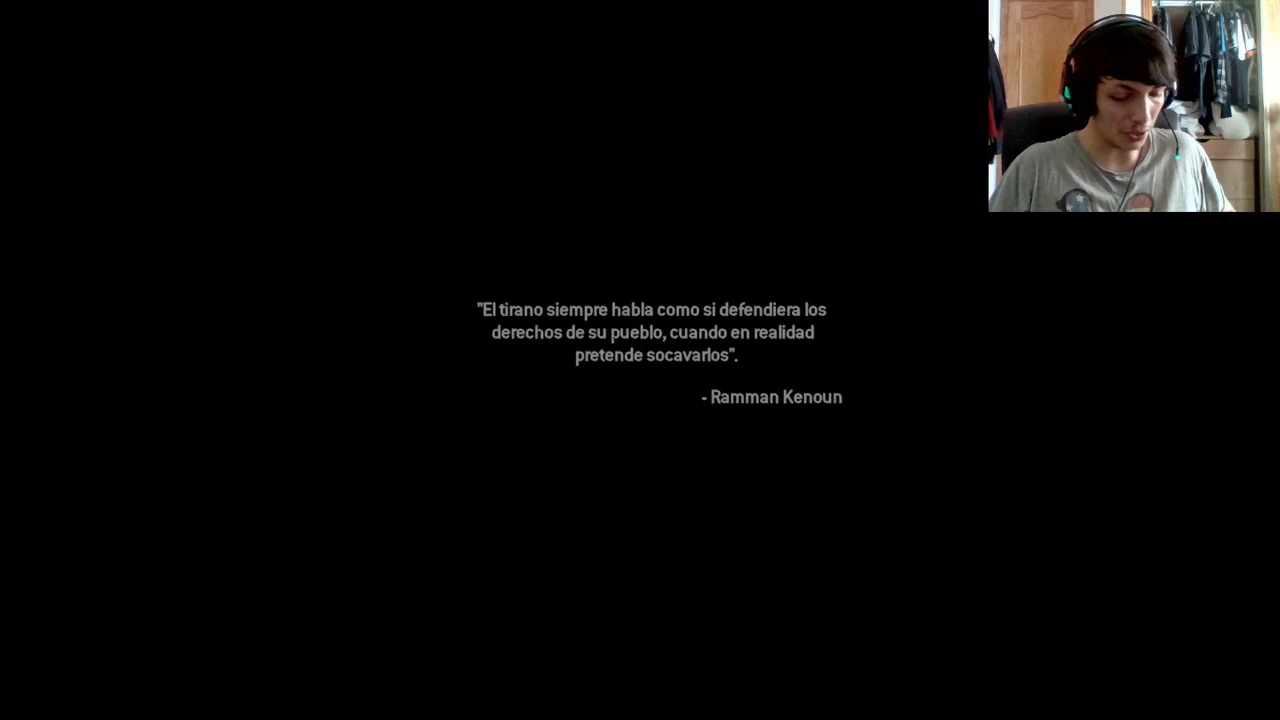 "El tirano siempre habla como si defendiera los
derechos de su pueblo, cuando en realidad
pretende socavarlos".
- Ramman Kenoun